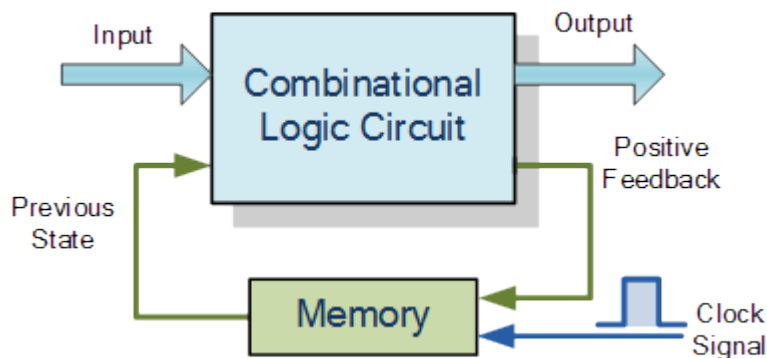 Input
Output
Combinational
Logic Circuit
Positive
Feedback
Previous
State
Memory
Clock
Signal